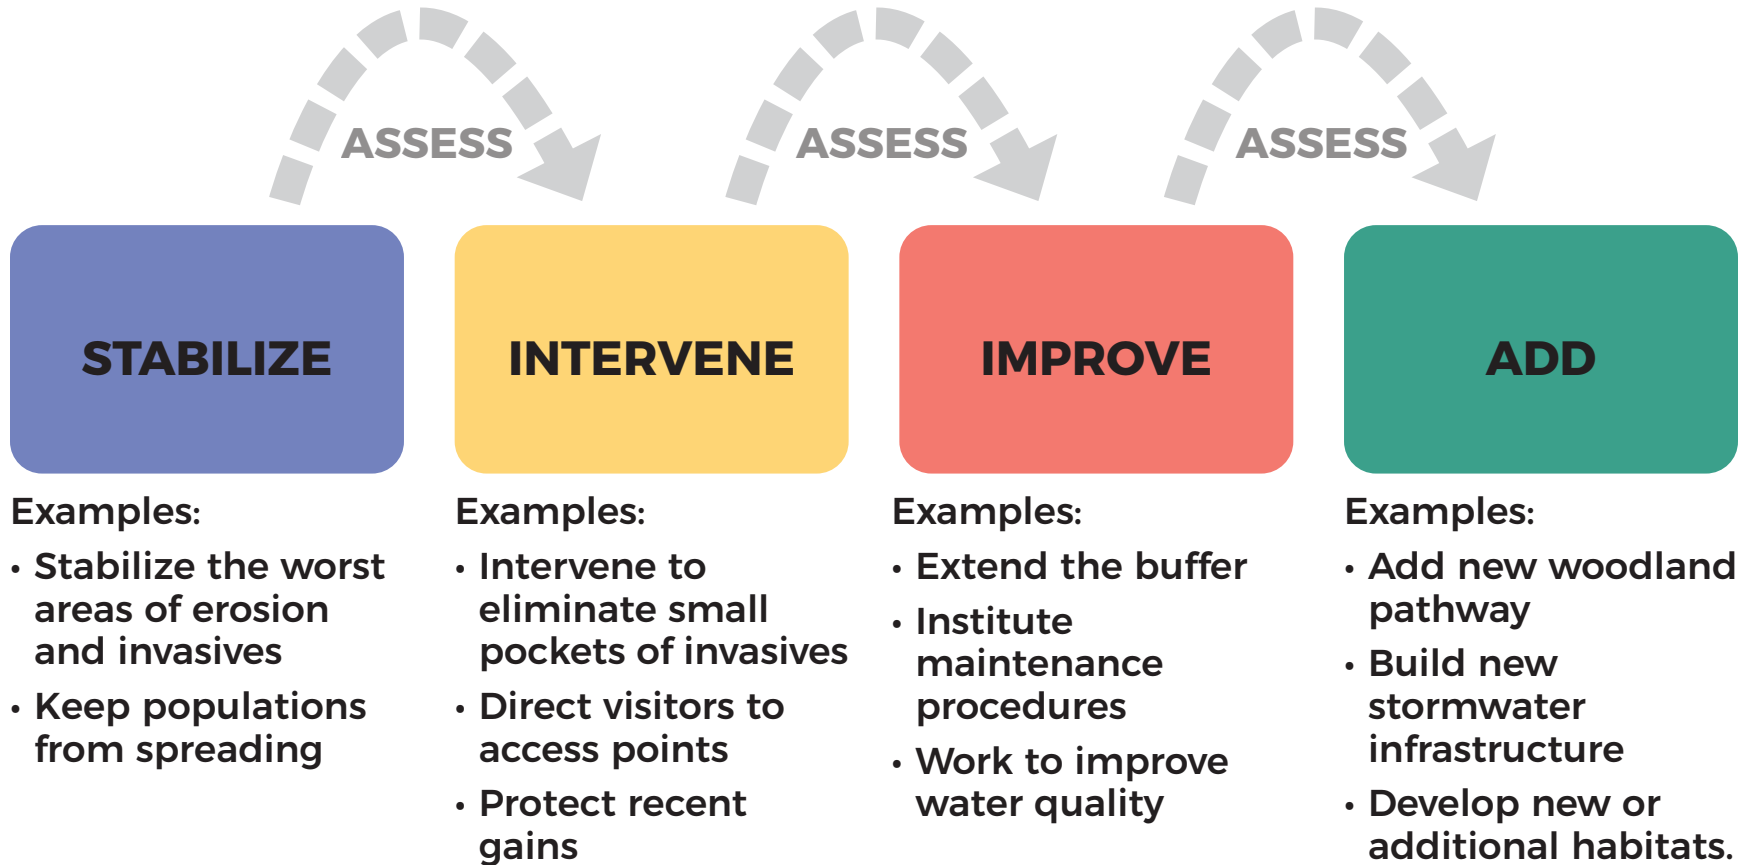 ASSESS
ASSESS
ASSESS
STABILIZE
Examples:
• Stabilize the worst
areas of erosion
and invasives
• Keep populations
from spreading
INTERVENE
Examples:
• Intervene to
eliminate small
pockets of invasives
• Direct visitors to
access points
• Protect recent
gains
IMPROVE
Examples:
• Extend the buffer
• Institute
maintenance
procedures
• Work to improve
water quality
ADD
Examples:
• Add new woodland
pathway
• Build new
stormwater
infrastructure
• Develop new or
additional habitats.